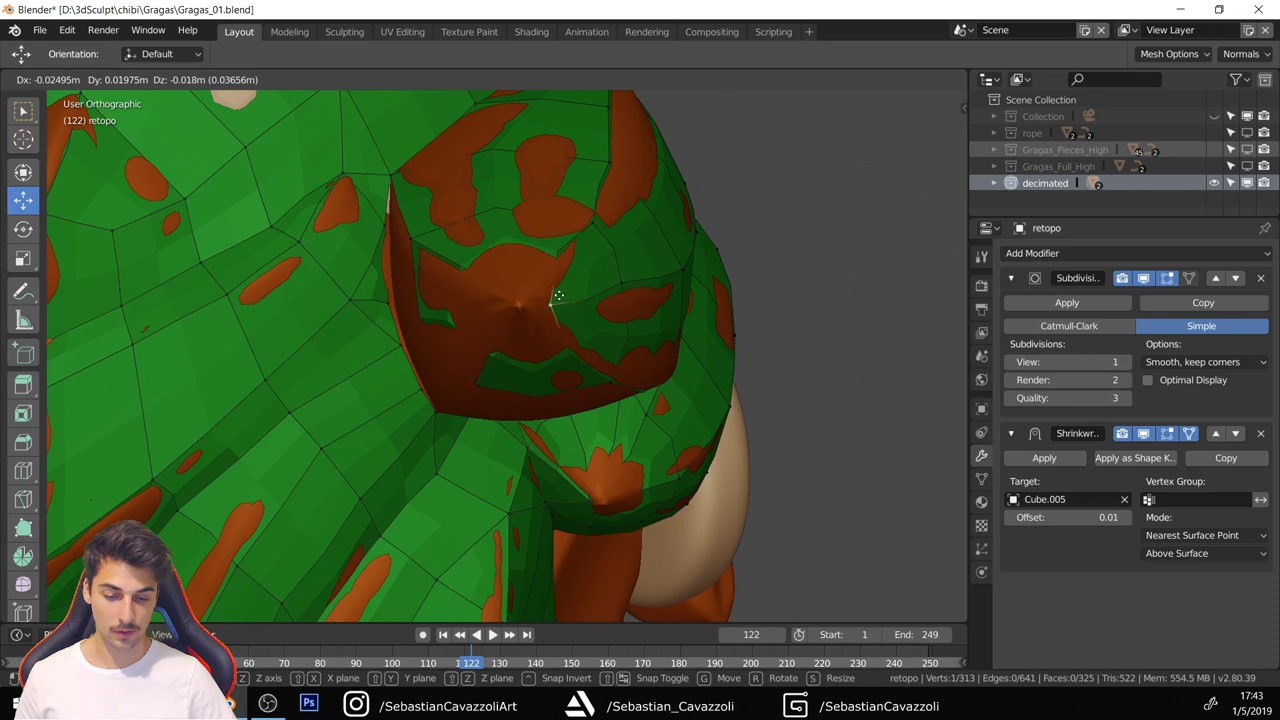 Blender* [D:\3dSculpt\chibi\Gragas\Gragas_01.blend]
File Edit Render Window Help Layout Modeling Sculpting UV Editing Texture Paint Shading Animation Rendering Compositing Scripting + Scene View Layer
Orientation: Default Mesh Options Normals
Dx: -0.02495m Dy: 0.01975m Dz: -0.018m (0.03656m)
User Orthographic
(122) retopo
Scene Collection
Collection
rope 2 2
Gragas_Pieces_High 45 2
Gragas_Full_High 2
decimated 2
retopo
Add Modifier
Subdivisi..
Apply Copy
Catmull-Clark Simple
Subdivisions: Options:
View: 1 Smooth, keep corners
Render: 2 Optimal Display
Quality: 3
Shrinkwr..
Apply Apply as Shape K.. Copy
Target: Vertex Group:
Cube.005
Offset: 0.01 Mode:
Nearest Surface Point
Above Surface
View 122 Start: 1 End: 249
60 70 80 90 100 110 122 130 140 150 160 170 180 190 200 210 220 230 240 250
Z Z axis X X plane Y Y plane Z Z plane Snap Invert Snap Toggle G Move R Rotate S Resize retopo | Verts:1/313 | Edges:0/641 | Faces:0/325 | Tris:522 | Mem: 554.5 MB | v2.80.39
Ps /SebastianCavazzoliArt /Sebastian_Cavazzoli /SebastianCavazzoli
17:43
1/5/2019